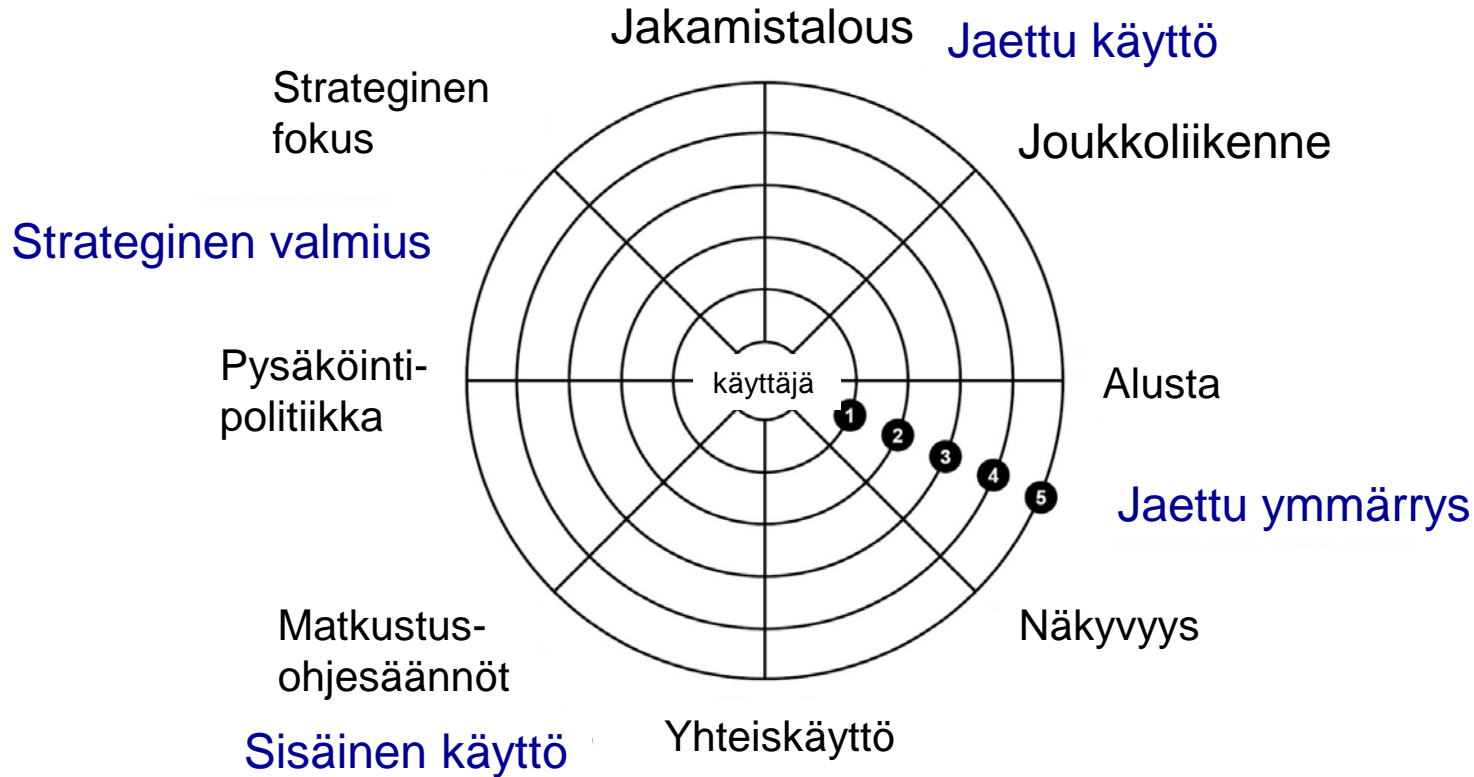 Jakamistalous
Jaettu käyttö
Strateginen
fokus
Joukkoliikenne
Strateginen valmius
Pysäköinti-
politiikka
käyttäjä
Alusta
1
2
3
4
5
Jaettu ymmärrys
Matkustus-
ohjesäännöt
Näkyvyys
Sisäinen käyttö
Yhteiskäyttö